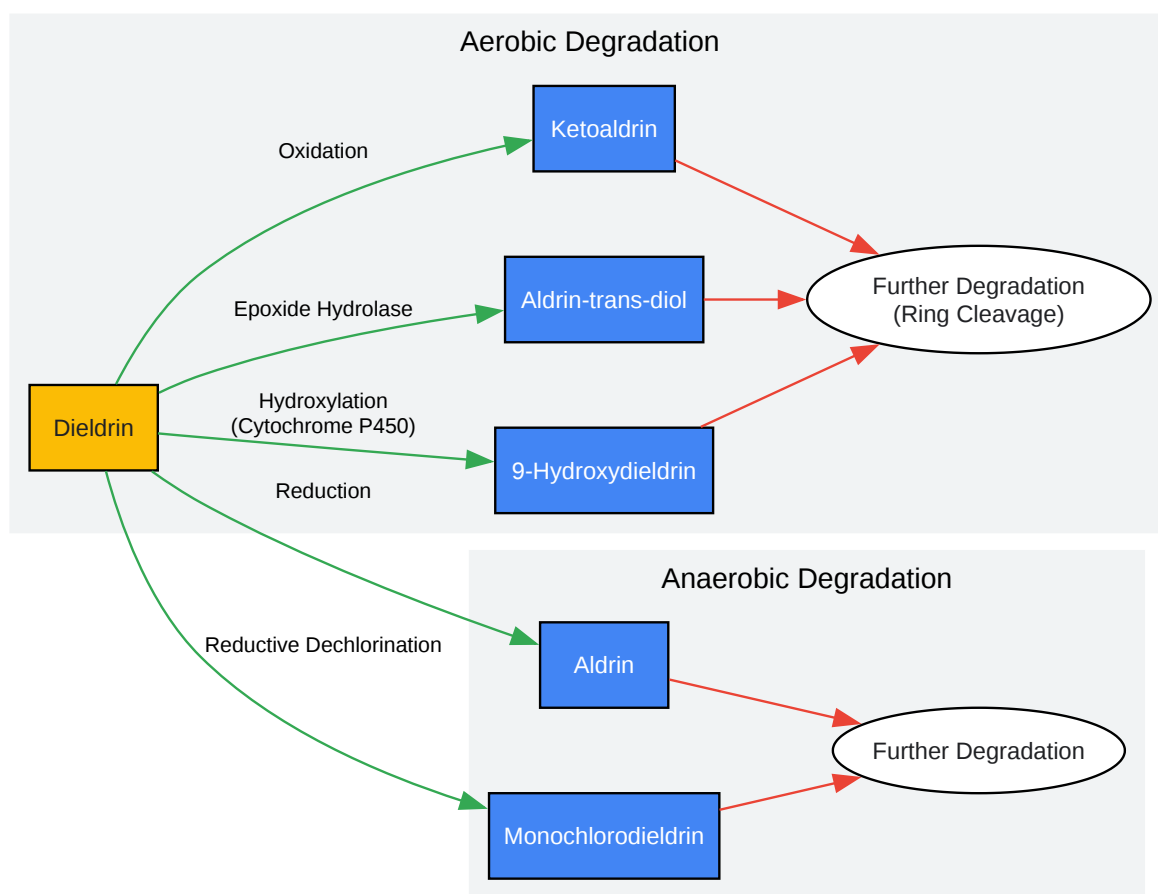 Aerobic Degradation
Ketoaldrin
Oxidation
Further Degradation
(Ring Cleavage)
Aldrin-trans-diol
Epoxide Hydrolase
Hydroxylation
(Cytochrome P450)
Dieldrin
9-Hydroxydieldrin
Reduction
Anaerobic Degradation
Reductive Dechlorination
Aldrin
Further Degradation
Monochlorodieldrin